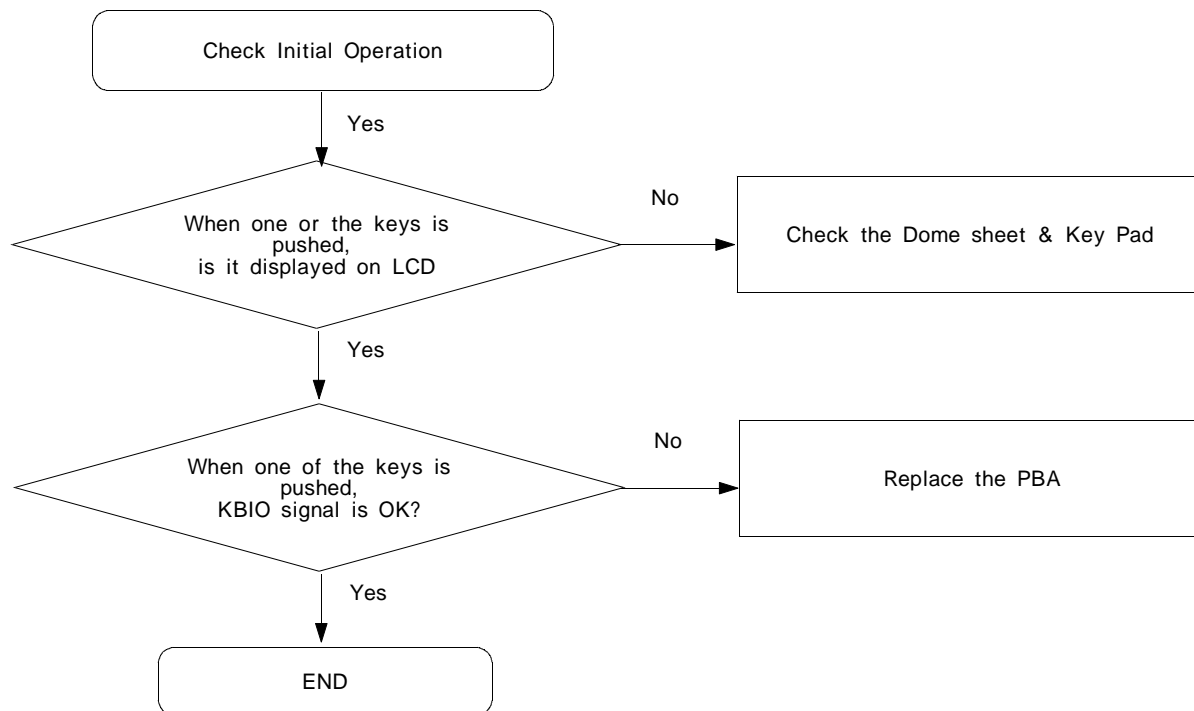 Check Initial Operation
Yes
When one or the keys is
pushed,
is it displayed on LCD
No
Check the Dome sheet & Key Pad
Yes
When one of the keys is
pushed,
KBIO signal is OK?
No
Replace the PBA
Yes
END